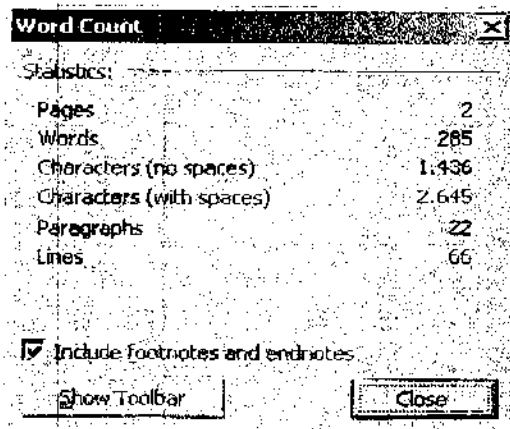 Word Count
Statistics:
Pages 2
Words 285
Characters (no spaces) 1.436
Characters (with spaces) 2.645
Paragraphs 22
Lines 66
Include footnotes and endnotes
Show Toolbar
Close